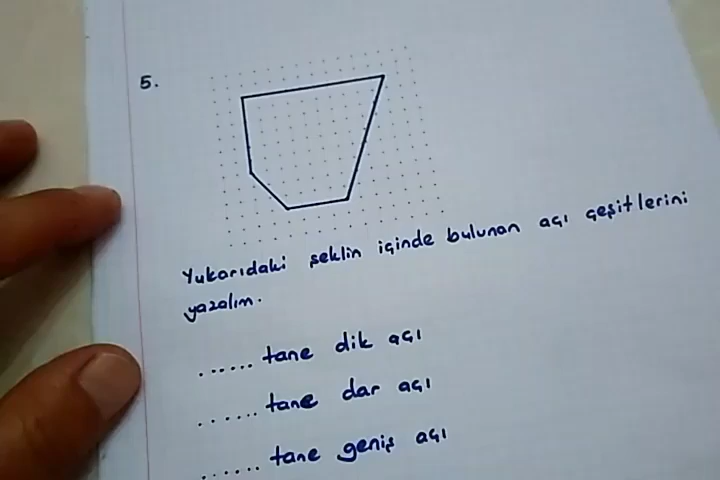 5.
Yukarıdaki şeklin içinde bulunan açı çeşitlerini
yazalım.
...... tane dik açı
...... tane dar açı
...... tane geniş açı